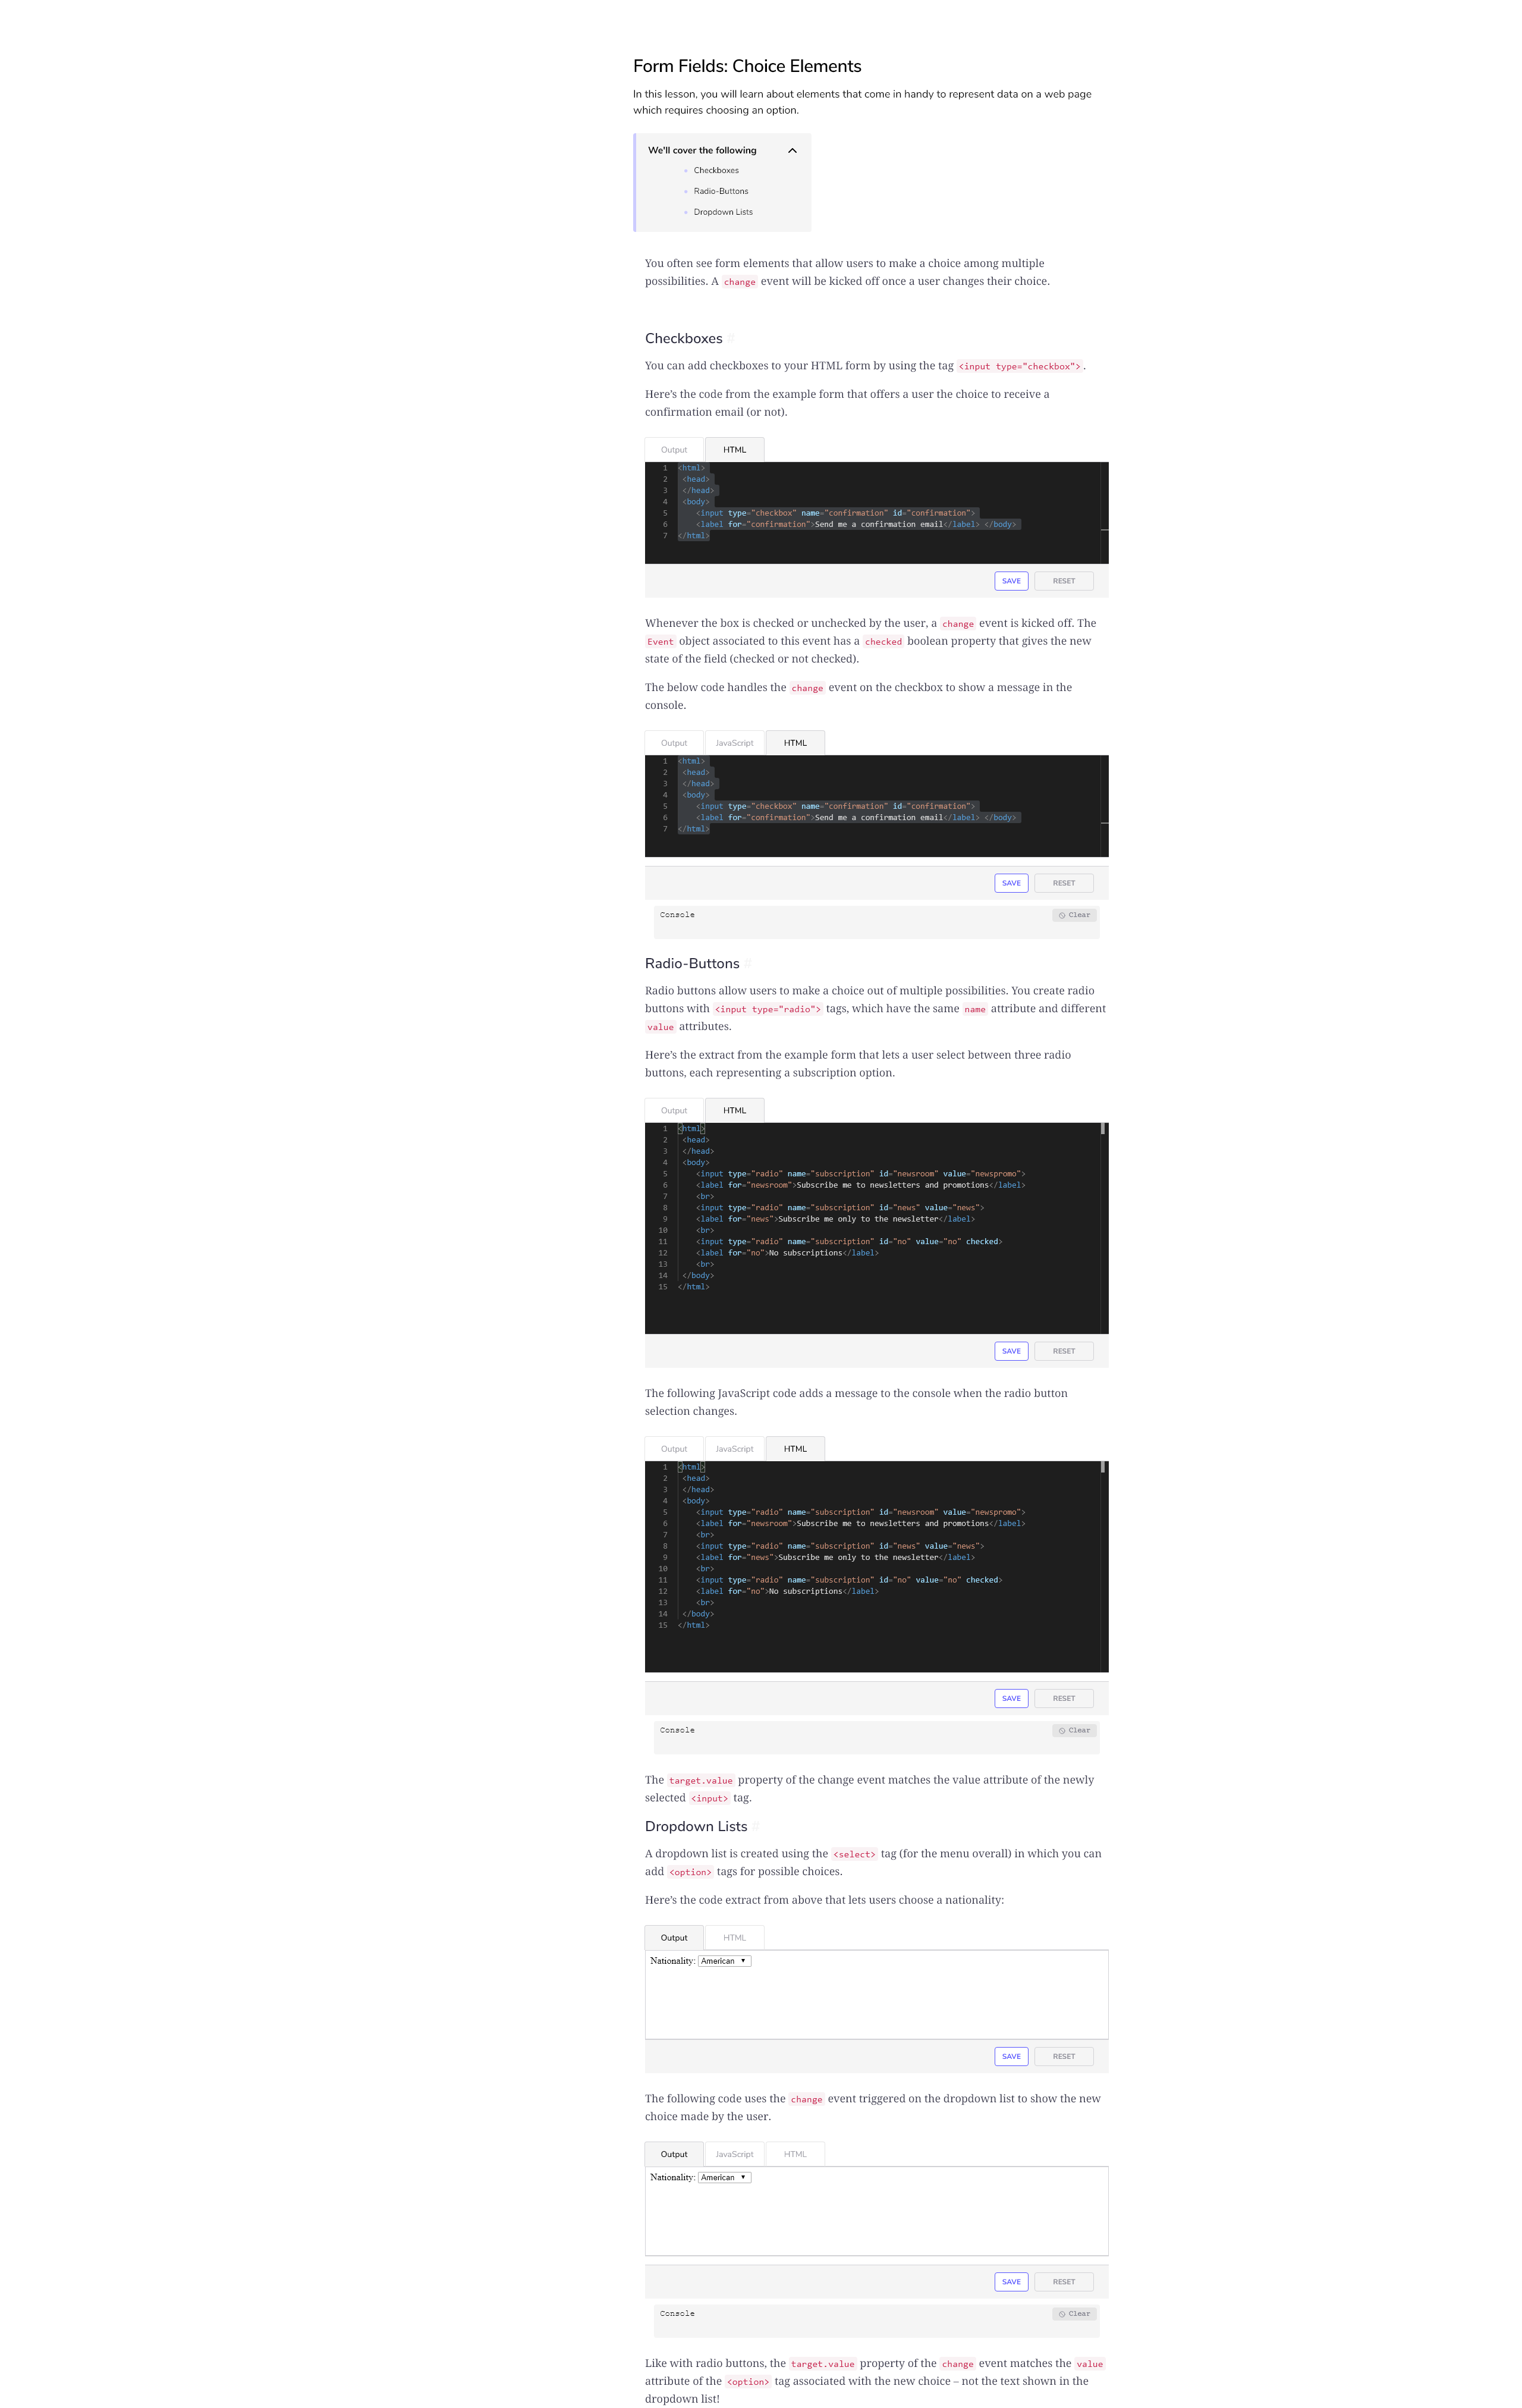 Form Fields: Choice Elements
In this lesson, you will learn about elements that come in handy to represent data on a web page
which requires choosing an option.
We'll cover the following
Checkboxes
Radio-Buttons
Dropdown Lists
You often see form elements that allow users to make a choice among multiple
possibilities. A change event will be kicked off once a user changes their choice.
Checkboxes #
You can add checkboxes to your HTML form by using the tag <input type="checkbox">.
Here's the code from the example form that offers a user the choice to receive a
confirmation email (or not).
Output HTML
1 <html>
2 <head>
3 </head>
4 <body>
5 <input type="checkbox" name="confirmation" id="confirmation">
6 <label for="confirmation">Send me a confirmation email</label> </body>
7 </html>
SAVE RESET
Whenever the box is checked or unchecked by the user, a change event is kicked off. The
Event object associated to this event has a checked boolean property that gives the new
state of the field (checked or not checked).
The below code handles the change event on the checkbox to show a message in the
console.
Output JavaScript HTML
1 <html>
2 <head>
3 </head>
4 <body>
5 <input type="checkbox" name="confirmation" id="confirmation">
6 <label for="confirmation">Send me a confirmation email</label> </body>
7 </html>
SAVE RESET
Console Clear
Radio-Buttons #
Radio buttons allow users to make a choice out of multiple possibilities. You create radio
buttons with <input type="radio"> tags, which have the same name attribute and different
value attributes.
Here's the extract from the example form that lets a user select between three radio
buttons, each representing a subscription option.
Output HTML
1 <html>
2 <head>
3 </head>
4 <body>
5 <input type="radio" name="subscription" id="newsroom" value="newspromo">
6 <label for="newsroom">Subscribe me to newsletters and promotions</label>
7 <br>
8 <input type="radio" name="subscription" id="news" value="news">
9 <label for="news">Subscribe me only to the newsletter</label>
10 <br>
11 <input type="radio" name="subscription" id="no" value="no" checked>
12 <label for="no">No subscriptions</label>
13 <br>
14 </body>
15 </html>
SAVE RESET
The following JavaScript code adds a message to the console when the radio button
selection changes.
Output JavaScript HTML
1 <html>
2 <head>
3 </head>
4 <body>
5 <input type="radio" name="subscription" id="newsroom" value="newspromo">
6 <label for="newsroom">Subscribe me to newsletters and promotions</label>
7 <br>
8 <input type="radio" name="subscription" id="news" value="news">
9 <label for="news">Subscribe me only to the newsletter</label>
10 <br>
11 <input type="radio" name="subscription" id="no" value="no" checked>
12 <label for="no">No subscriptions</label>
13 <br>
14 </body>
15 </html>
SAVE RESET
Console Clear
The target.value property of the change event matches the value attribute of the newly
selected <input> tag.
Dropdown Lists #
A dropdown list is created using the <select> tag (for the menu overall) in which you can
add <option> tags for possible choices.
Here's the code extract from above that lets users choose a nationality:
Output HTML
Nationality: American
SAVE RESET
The following code uses the change event triggered on the dropdown list to show the new
choice made by the user.
Output JavaScript HTML
Nationality: American
SAVE RESET
Console Clear
Like with radio buttons, the target.value property of the change event matches the value
attribute of the <option> tag associated with the new choice – not the text shown in the
dropdown list!